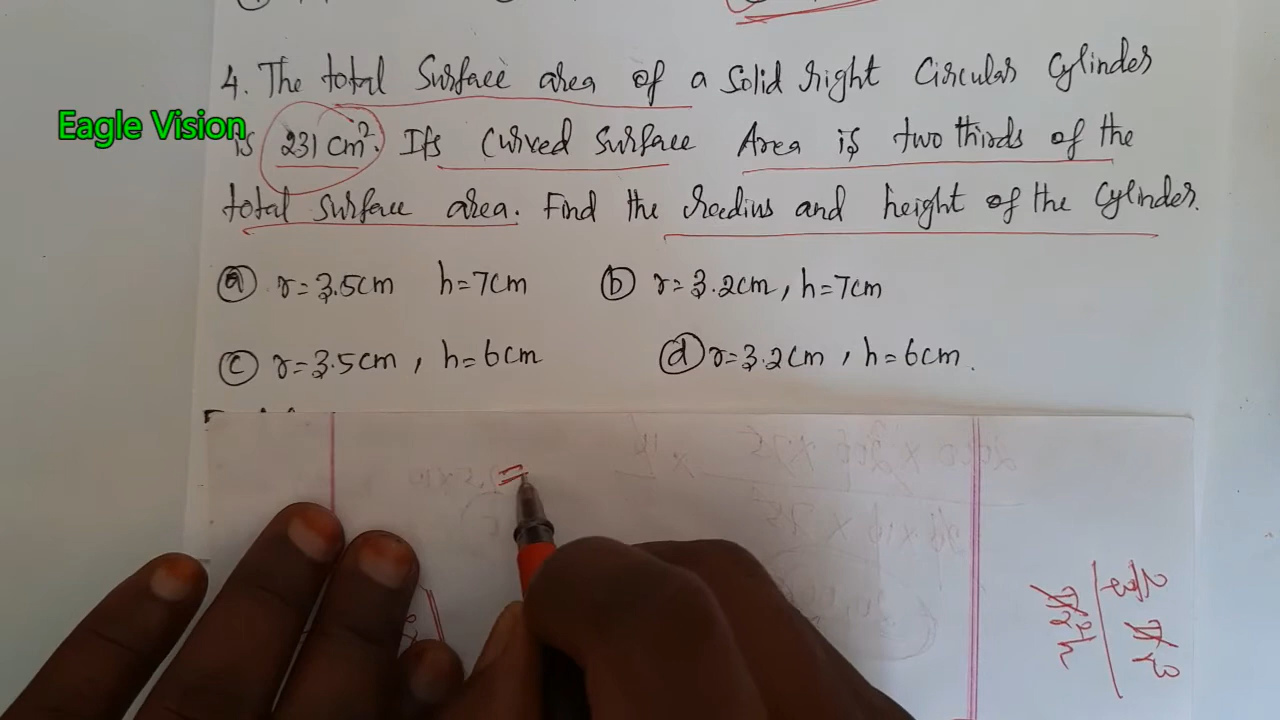 4. The total Surface area of a Solid right Circular Cylinder
Eagle Vision
is 231 cm². Its Curved Surface Area is two thirds of the
total surface area. Find the radius and height of the Cylinder.
ⓐ r=3.5cm h=7cm ⓑ r=3.2cm, h=7cm
ⓒ r=3.5cm, h=6cm ⓓ r=3.2cm, h=6cm.
=